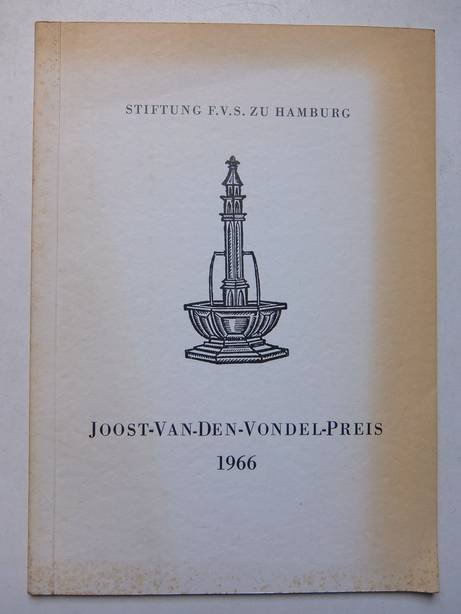 STIFTUNG F.V.S. ZU HAMBURG
JOOST-VAN-DEN-VONDEL-PREIS
1966